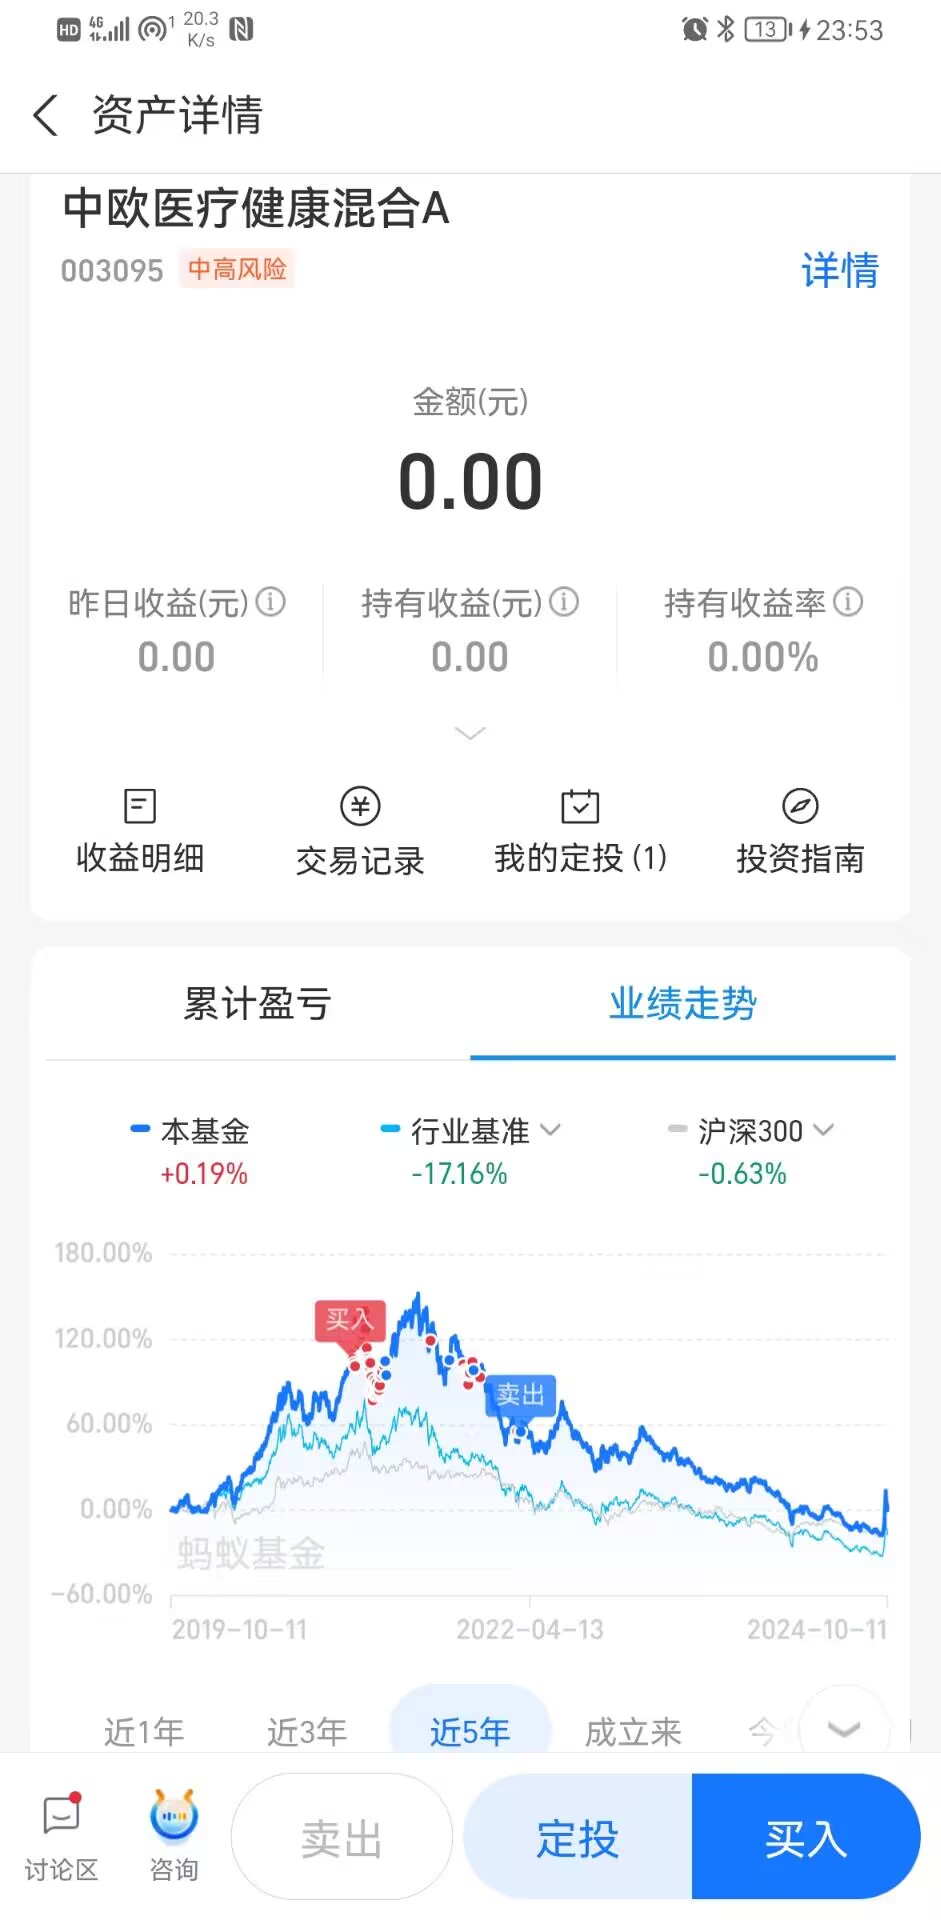 HD 4G 1 20.3 K/s 13 23:53
资产详情
中欧医疗健康混合A
003095 中高风险 详情
金额(元)
0.00
昨日收益(元) 持有收益(元) 持有收益率
0.00 0.00 0.00%
收益明细 交易记录 我的定投(1) 投资指南
累计盈亏 业绩走势
本基金 行业基准 沪深300
+0.19% -17.16% -0.63%
180.00%
买入
120.00%
卖出
60.00%
0.00%
蚂蚁基金
-60.00%
2019-10-11 2022-04-13 2024-10-11
近1年 近3年 近5年 成立来 今
讨论区 咨询 卖出 定投 买入